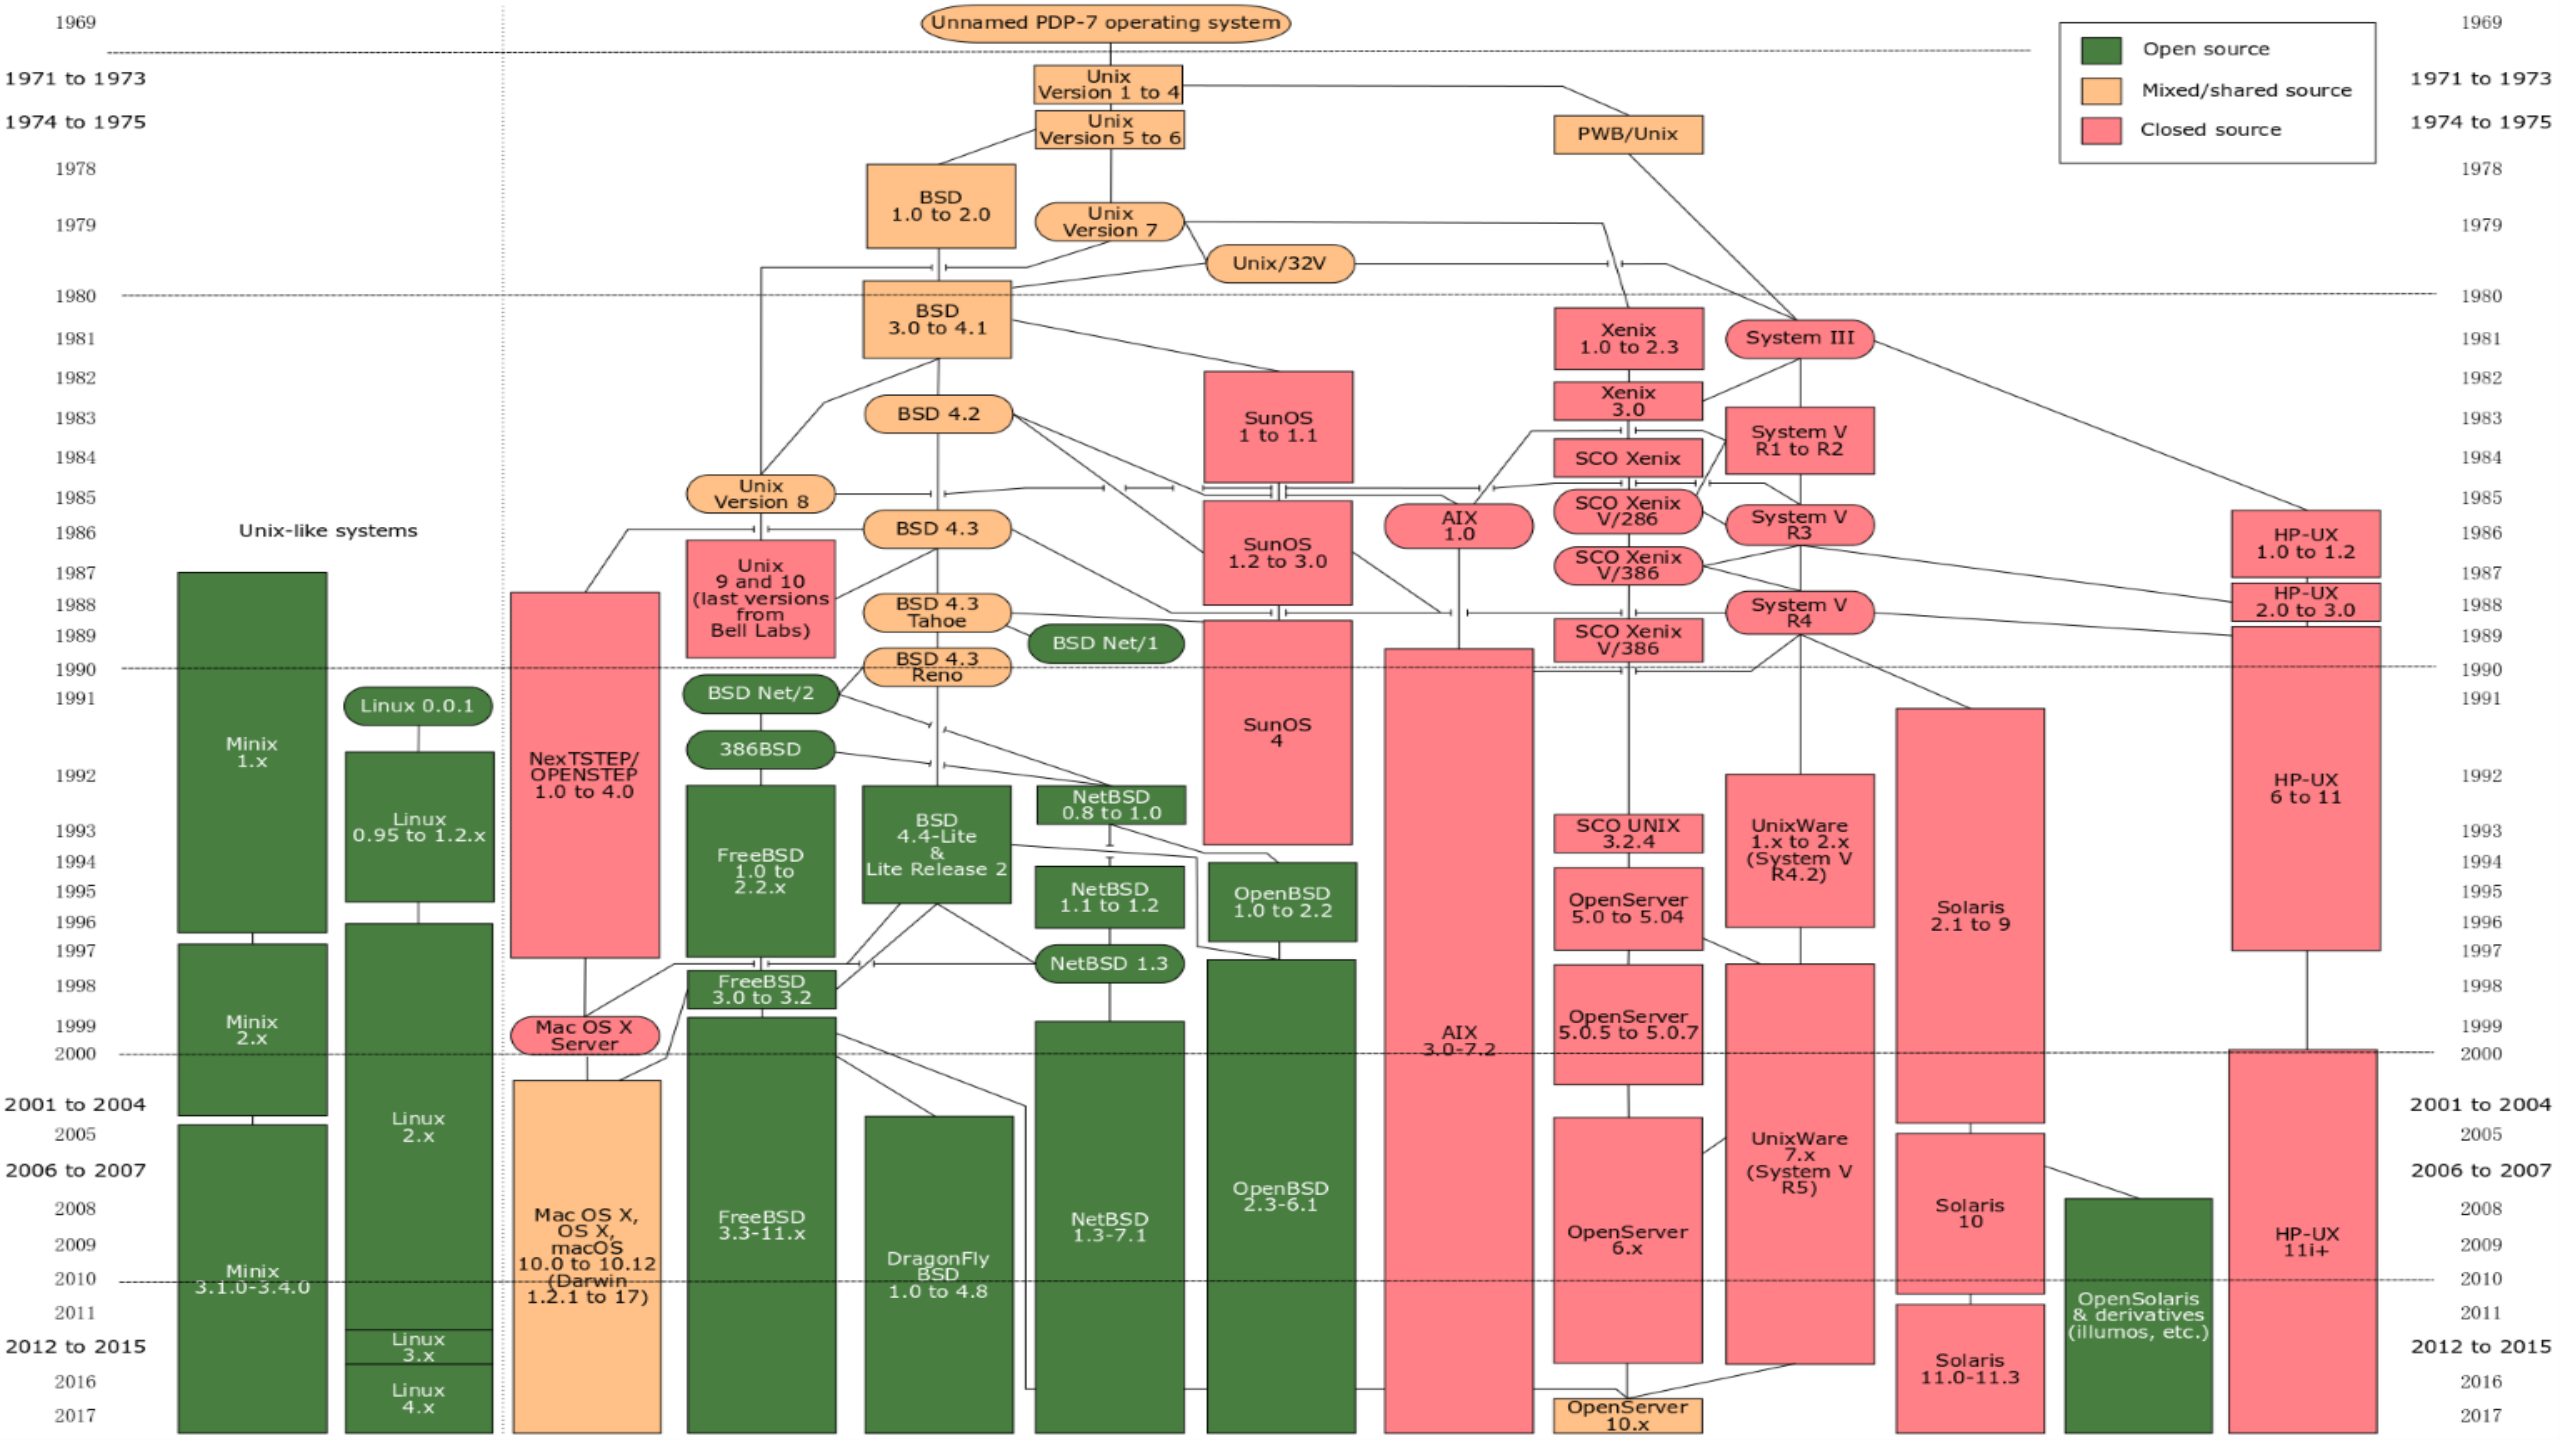 1969
Unnamed PDP-7 operating system
1969
Open source
1971 to 1973
Unix
Version 1 to 4
Mixed/shared source
1971 to 1973
1974 to 1975
Unix
Version 5 to 6
PWB/Unix
Closed source
1974 to 1975
1978
BSD
1.0 to 2.0
1978
1979
Unix
Version 7
1979
Unix/32V
1980
1980
BSD
3.0 to 4.1
Xenix
1.0 to 2.3
System III
1981
1981
1982
1982
Xenix
3.0
1983
BSD 4.2
SunOS
1 to 1.1
System V
R1 to R2
1983
1984
SCO Xenix
1984
1985
Unix
Version 8
SCO Xenix
V/286
1985
Unix-like systems
1986
BSD 4.3
AIX
1.0
System V
R3
HP-UX
1.0 to 1.2
1986
SunOS
1.2 to 3.0
Unix
9 and 10
(last versions
from
Bell Labs)
SCO Xenix
V/386
1987
1987
1988
BSD 4.3
Tahoe
System V
R4
HP-UX
2.0 to 3.0
1988
1989
BSD Net/1
SCO Xenix
V/386
1989
1990
BSD 4.3
Reno
1990
1991
BSD Net/2
1991
Linux 0.0.1
Minix
1.x
NexTSTEP/
OPENSTEP
1.0 to 4.0
386BSD
SunOS
4
1992
1992
HP-UX
6 to 11
NetBSD
0.8 to 1.0
Linux
0.95 to 1.2.x
BSD
4.4-Lite
&
Lite Release 2
SCO UNIX
3.2.4
UnixWare
1.x to 2.x
(System V
R4.2)
1993
1993
1994
1994
FreeBSD
1.0 to
2.2.x
1995
NetBSD
1.1 to 1.2
OpenBSD
1.0 to 2.2
OpenServer
5.0 to 5.04
Solaris
2.1 to 9
1995
1996
1996
1997
NetBSD 1.3
1997
1998
FreeBSD
3.0 to 3.2
1998
1999
Minix
2.x
Mac OS X
Server
AIX
3.0-7.2
OpenServer
5.0.5 to 5.0.7
1999
2000
2000
2001 to 2004
Linux
2.x
2001 to 2004
2005
UnixWare
7.x
(System V
R5)
2005
2006 to 2007
2006 to 2007
2008
Mac OS X,
OS X,
macOS
10.0 to 10.12
(Darwin
1.2.1 to 17)
FreeBSD
3.3-11.x
NetBSD
1.3-7.1
OpenBSD
2.3-6.1
Solaris
10
2008
2009
OpenServer
6.x
HP-UX
11i+
2009
2010
Minix
3.1.0-3.4.0
DragonFly
BSD
1.0 to 4.8
2010
2011
OpenSolaris
& derivatives
(illumos, etc.)
2011
2012 to 2015
Linux
3.x
2012 to 2015
2016
Linux
4.x
Solaris
11.0-11.3
2016
2017
OpenServer
10.x
2017